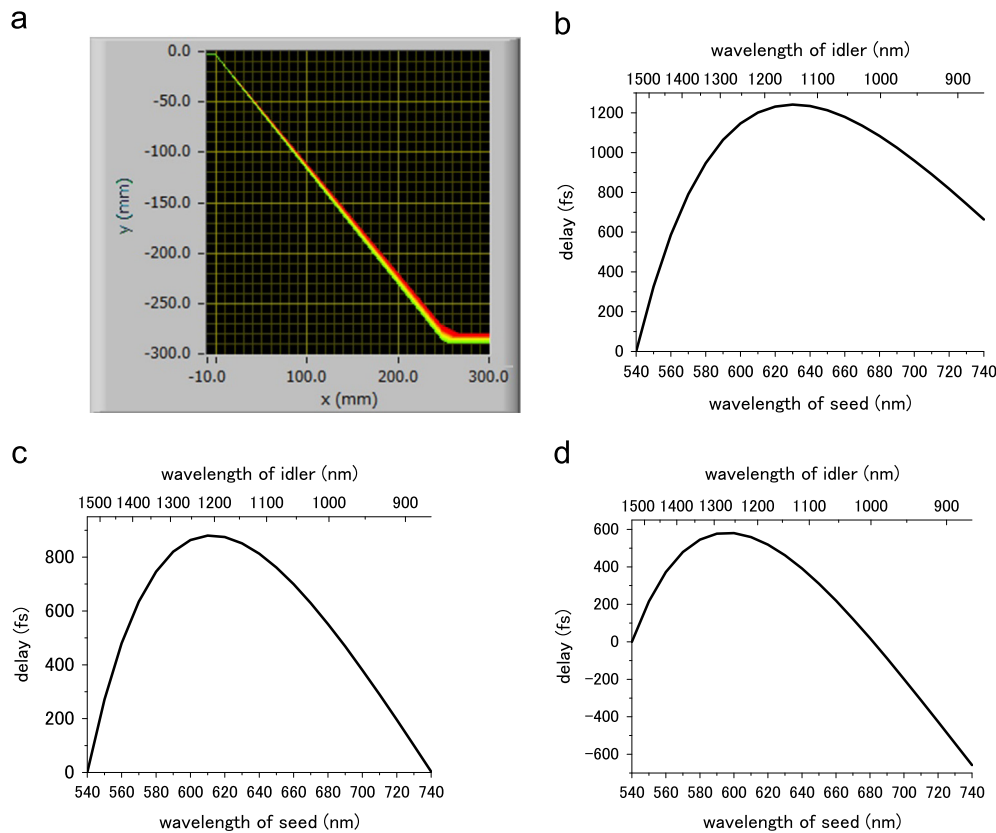 a
0.0
-50.0
-100.0
-150.0
-200.0
-250.0
-300.0
y (mm)
-10.0 100.0 200.0 300.0
x (mm)
b
wavelength of idler (nm)
1500 1400 1300 1200 1100 1000 900
1200
1000
800
600
400
200
0
delay (fs)
540 560 580 600 620 640 660 680 700 720 740
wavelength of seed (nm)
c
wavelength of idler (nm)
1500 1400 1300 1200 1100 1000 900
800
600
400
200
0
delay (fs)
540 560 580 600 620 640 660 680 700 720 740
wavelength of seed (nm)
d
wavelength of idler (nm)
1500 1400 1300 1200 1100 1000 900
600
400
200
0
−200
−400
−600
delay (fs)
540 560 580 600 620 640 660 680 700 720 740
wavelength of seed (nm)